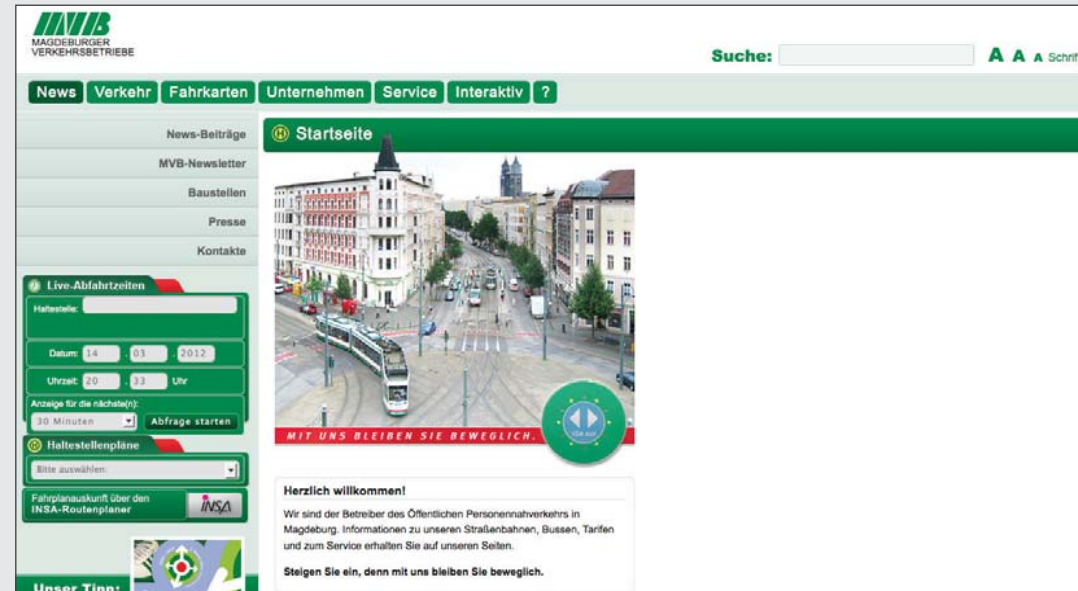 MAGDEBURGER
VERKEHRSBETRIEBE
Suche:
A A A Schrif
News Verkehr Fahrkarten Unternehmen Service Interaktiv ?
News-Beiträge
MVB-Newsletter
Baustellen
Presse
Kontakte
Live-Abfahrtzeiten
Haltestelle:
Datum: 14 . 03 . 2012
Uhrzeit: 20 . 33 Uhr
Anzeige für die nächste(n):
30 Minuten Abfrage starten
Haltestellenpläne
Bitte auswählen:
Fahrplanauskunft über den
INSA-Routenplaner
INSA
Unser Tipp:
Startseite
MIT UNS BLEIBEN SIE BEWEGLICH.
Herzlich willkommen!
Wir sind der Betreiber des Öffentlichen Personennahverkehrs in
Magdeburg. Informationen zu unseren Straßenbahnen, Bussen, Tarifen
und zum Service erhalten Sie auf unseren Seiten.
Steigen Sie ein, denn mit uns bleiben Sie beweglich.